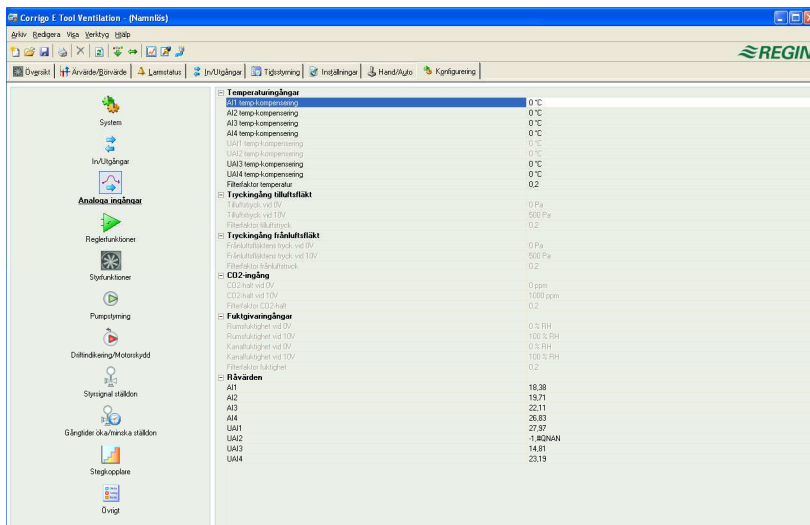 Corrigo E Tool Ventilation - (Namnlös)
Arkiv Redigera Visa Verktyg Hjälp
REGIN
Översikt Ärvärde/Börvärde Larmstatus In/Utgångar Tidsstyrning Inställningar Hand/Auto Konfigurering
System
In/Utgångar
Analoga ingångar
Reglerfunktioner
Styrfunktioner
Pumpstyrning
Driftindikering/Motorskydd
Styrsignal ställdon
Gångtider öka/minska ställdon
Stegkopplare
Övrigt
Temperaturingångar
AI1 temp-kompensering 0 °C
AI2 temp-kompensering 0 °C
AI3 temp-kompensering 0 °C
AI4 temp-kompensering 0 °C
UAI1 temp-kompensering 0 °C
UAI2 temp-kompensering 0 °C
UAI3 temp-kompensering 0 °C
UAI4 temp-kompensering 0 °C
Filterfaktor temperatur 0,2
Tryckingång tilluftsfläkt
Tilluftstryck vid 0V 0 Pa
Tilluftstryck vid 10V 500 Pa
Filterfaktor tilluftstryck 0,2
Tryckingång frånluftsfläkt
Frånluftsfläktens tryck vid 0V 0 Pa
Frånluftsfläktens tryck vid 10V 500 Pa
Filterfaktor frånluftstryck 0,2
CO2-ingång
CO2-halt vid 0V 0 ppm
CO2-halt vid 10V 1000 ppm
Filterfaktor CO2-halt 0,2
Fuktgivaringångar
Rumsfuktighet vid 0V 0 % RH
Rumsfuktighet vid 10V 100 % RH
Kanalfuktighet vid 0V 0 % RH
Kanalfuktighet vid 10V 100 % RH
Filterfaktor fuktighet 0,2
Råvärden
AI1 18,38
AI2 19,71
AI3 22,11
AI4 26,83
UAI1 27,97
UAI2 -1,#QNAN
UAI3 14,81
UAI4 23,19